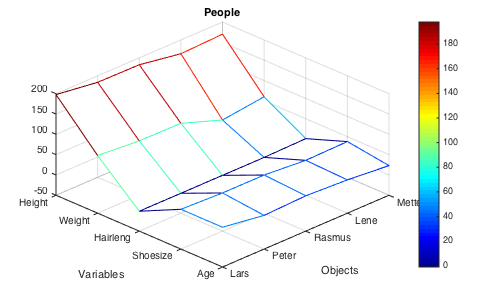 People
200
150
100
50
0
-50
Height
Weight
Hairleng
Shoesize
Age
Variables
Lars
Peter
Rasmus
Lene
Mette
Objects
180
160
140
120
100
80
60
40
20
0